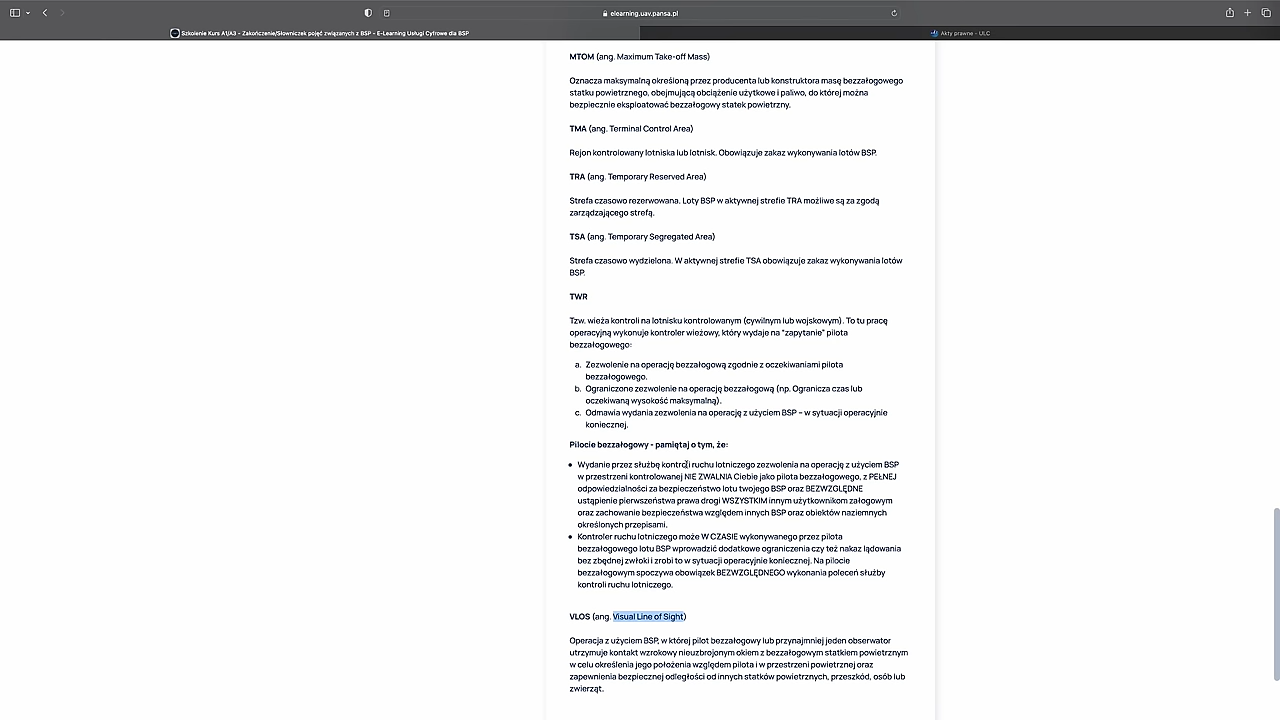 elearning.uav.pansa.pl
Szkolenie Kurs A1/A3 - Zakończenie/Słowniczek pojęć związanych z BSP - E-Learning Usługi Cyfrowe dla BSP
Akty prawne - ULC
MTOM (ang. Maximum Take-off Mass)
Oznacza maksymalną określoną przez producenta lub konstruktora masę bezzałogowego
statku powietrznego, obejmującą obciążenie użytkowe i paliwo, do której można
bezpiecznie eksploatować bezzałogowy statek powietrzny.
TMA (ang. Terminal Control Area)
Rejon kontrolowany lotniska lub lotnisk. Obowiązuje zakaz wykonywania lotów BSP.
TRA (ang. Temporary Reserved Area)
Strefa czasowo rezerwowana. Loty BSP w aktywnej strefie TRA możliwe są za zgodą
zarządzającego strefą.
TSA (ang. Temporary Segregated Area)
Strefa czasowo wydzielona. W aktywnej strefie TSA obowiązuje zakaz wykonywania lotów
BSP.
TWR
Tzw. wieża kontroli na lotnisku kontrolowanym (cywilnym lub wojskowym). To tu pracę
operacyjną wykonuje kontroler wieżowy, który wydaje na “zapytanie” pilota
bezzałogowego:
a. Zezwolenie na operację bezzałogową zgodnie z oczekiwaniami pilota
bezzałogowego.
b. Ograniczone zezwolenie na operację bezzałogową (np. Ogranicza czas lub
oczekiwaną wysokość maksymalną).
c. Odmawia wydania zezwolenia na operację z użyciem BSP – w sytuacji operacyjnie
koniecznej.
Pilocie bezzałogowy - pamiętaj o tym, że:
• Wydanie przez służbę kontroli ruchu lotniczego zezwolenia na operację z użyciem BSP
w przestrzeni kontrolowanej NIE ZWALNIA Ciebie jako pilota bezzałogowego, z PEŁNEJ
odpowiedzialności za bezpieczeństwo lotu twojego BSP oraz BEZWZGLĘDNE
ustąpienie pierwszeństwa prawa drogi WSZYSTKIM innym użytkownikom załogowym
oraz zachowanie bezpieczeństwa względem innych BSP oraz obiektów naziemnych
określonych przepisami.
• Kontroler ruchu lotniczego może W CZASIE wykonywanego przez pilota
bezzałogowego lotu BSP wprowadzić dodatkowe ograniczenia czy też nakaz lądowania
bez zbędnej zwłoki i zrobi to w sytuacji operacyjnie koniecznej. Na pilocie
bezzałogowym spoczywa obowiązek BEZWZGLĘDNEGO wykonania poleceń służby
kontroli ruchu lotniczego.
VLOS (ang. Visual Line of Sight)
Operacja z użyciem BSP, w której pilot bezzałogowy lub przynajmniej jeden obserwator
utrzymuje kontakt wzrokowy nieuzbrojonym okiem z bezzałogowym statkiem powietrznym
w celu określenia jego położenia względem pilota i w przestrzeni powietrznej oraz
zapewnienia bezpiecznej odległości od innych statków powietrznych, przeszkód, osób lub
zwierząt.